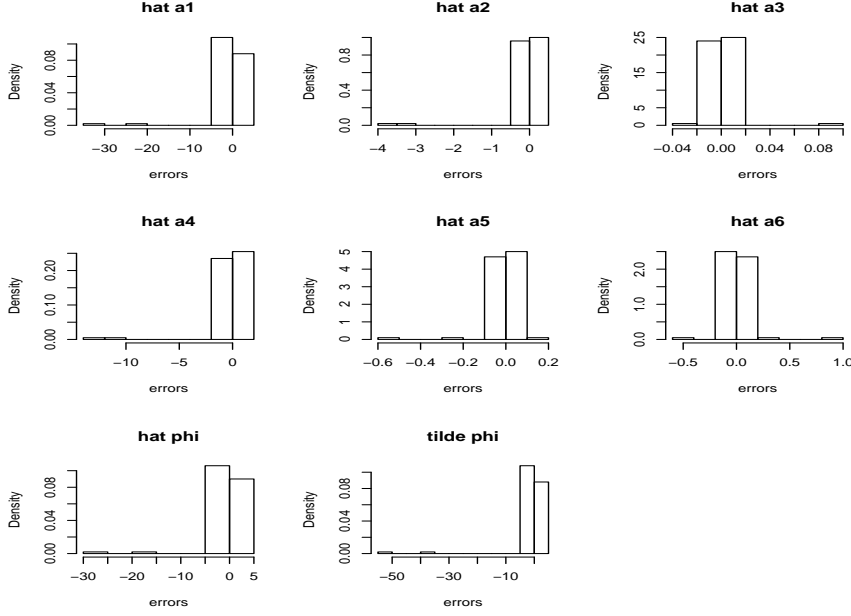 hat a1
Density
0.00 0.04 0.08
−30 −20 −10 0
errors
hat a2
Density
0.0 0.4 0.8
−4 −3 −2 −1 0
errors
hat a3
Density
0 5 15 25
−0.04 0.00 0.04 0.08
errors
hat a4
Density
0.00 0.10 0.20
−10 −5 0
errors
hat a5
Density
0 1 2 3 4 5
−0.6 −0.4 −0.2 0.0 0.2
errors
hat a6
Density
0.0 1.0 2.0
−0.5 0.0 0.5 1.0
errors
hat phi
Density
0.00 0.04 0.08
−30 −20 −10 0 5
errors
tilde phi
Density
0.00 0.04 0.08
−50 −30 −10
errors